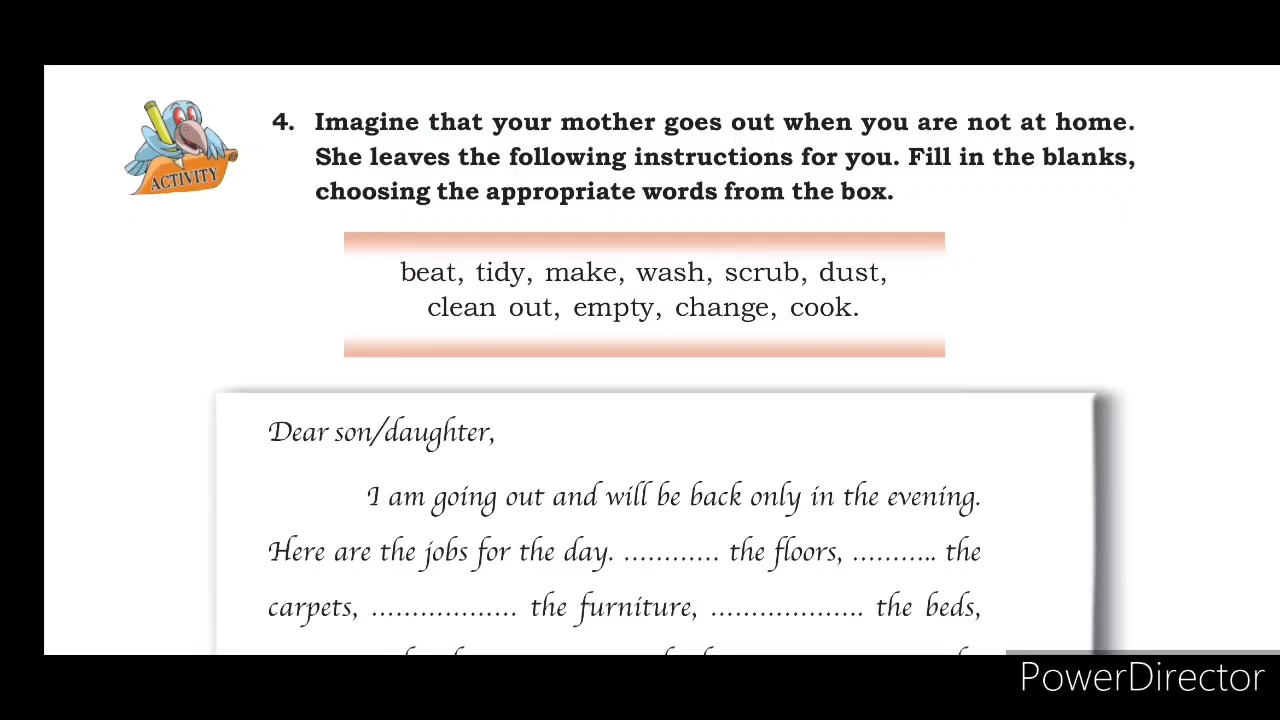 ACTIVITY
4. Imagine that your mother goes out when you are not at home.
She leaves the following instructions for you. Fill in the blanks,
choosing the appropriate words from the box.
beat, tidy, make, wash, scrub, dust,
clean out, empty, change, cook.
Dear son/daughter,
I am going out and will be back only in the evening.
Here are the jobs for the day. ............ the floors, ........... the
carpets, .................. the furniture, ................... the beds,
PowerDirector